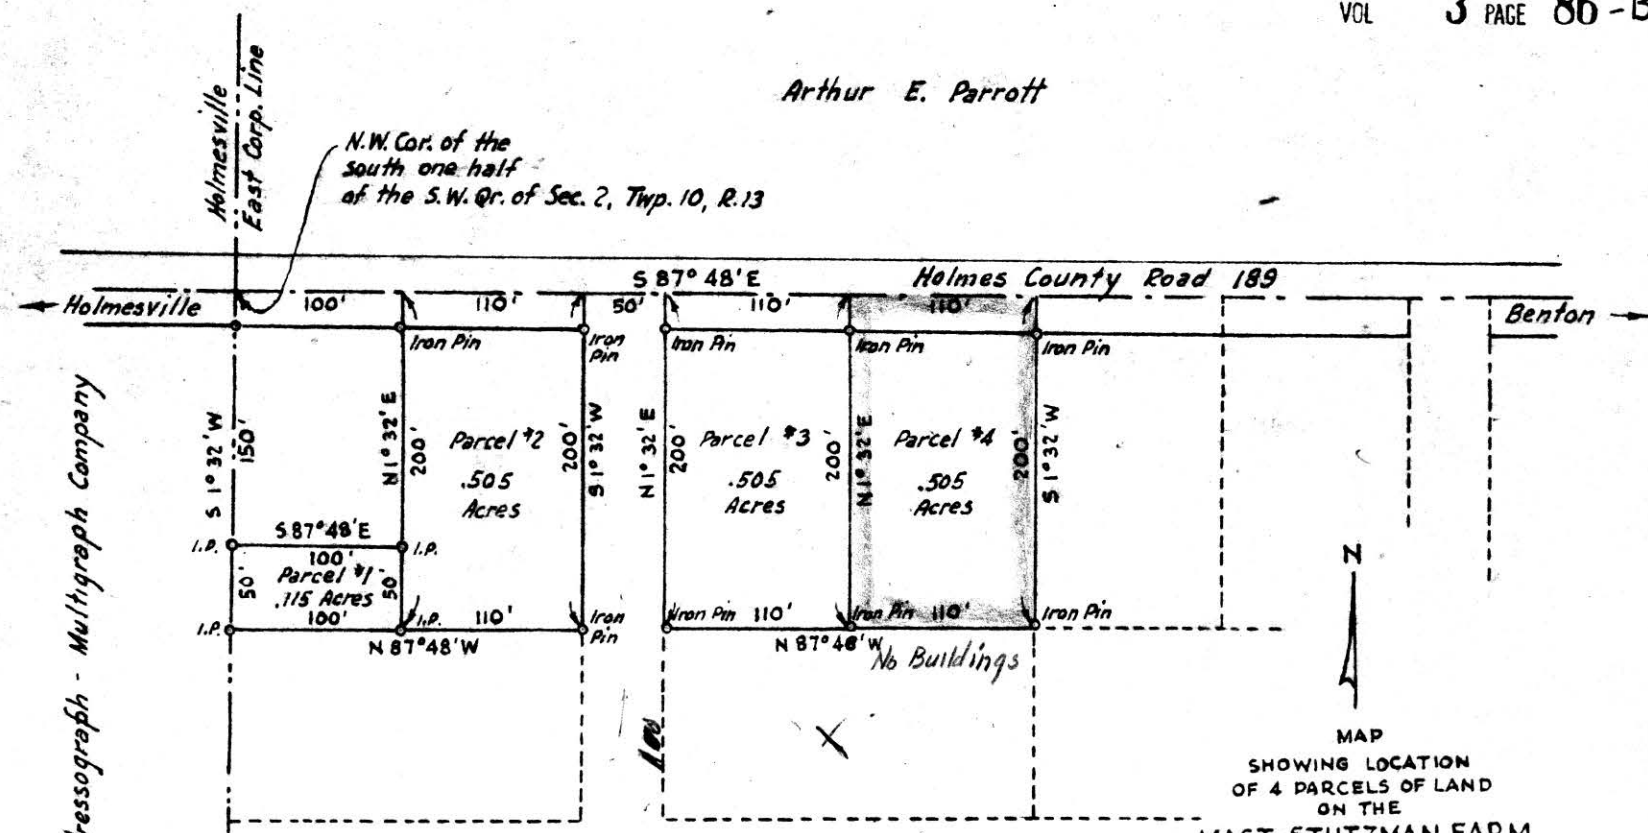 VOL 3 PAGE 86-B
Arthur E. Parrott
Holmesville
East Corp. Line
N.W. Cor. of the
south one half
of the S.W. Qr. of Sec. 2, Twp. 10, R.13
S 87° 48' E
Holmes County Road 189
Holmesville
100'
110'
50'
110'
110'
Benton
Iron Pin
Iron
Pin
Iron Pin
Iron Pin
Iron Pin
S 1° 32' W
150'
N 1° 32' E
200'
Parcel #2
.505
Acres
200'
S 1° 32' W
N 1° 32' E
200'
Parcel #3
.505
Acres
200'
N 1° 32' E
Parcel #4
.505
Acres
200'
S 1° 32' W
S 87° 48' E
I.P.
100'
I.P.
50'
Parcel #1
.115 Acres
50'
I.P.
100'
I.P.
110'
Iron
Pin
N 87° 48' W
Iron Pin
110'
Iron Pin
110'
Iron Pin
N 87° 48' W
No Buildings
ressograph - Multigraph Company
N
MAP
SHOWING LOCATION
OF 4 PARCELS OF LAND
ON THE
STUTZMAN FARM